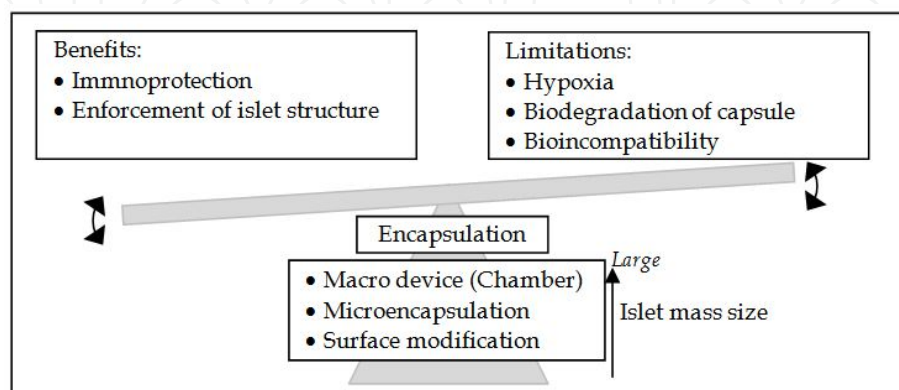 Benefits:
• Immnoprotection
• Enforcement of islet structure
Limitations:
• Hypoxia
• Biodegradation of capsule
• Bioincompatibility
Encapsulation
• Macro device (Chamber)
• Microencapsulation
• Surface modification
Large
Islet mass size